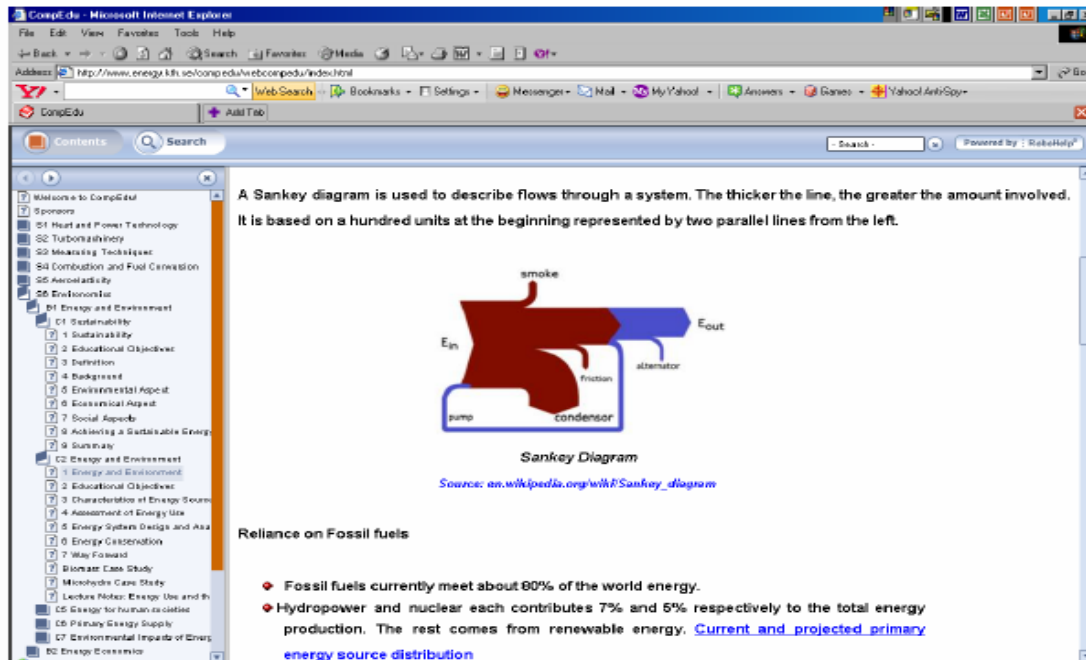 CompEdu - Microsoft Internet Explorer
File Edit View Favorites Tools Help
Back Search Favorites Media
Address http://www.energy.kth.se/compedu/webcompedu/index.html Go
Web Search Bookmarks Settings Messenger Mail My Yahoo! Answers Games Yahoo! Anti-Spy
CompEdu Add Tab
Contents Search - Search - Powered by : RoboHelp
Welcome to CompEdu!
Sponsors
S1 Heat and Power Technology
S2 Turbomachinery
S3 Measuring Techniques
S4 Combustion and Fuel Conversion
S5 Aeroelasticity
S6 Environomics
B1 Energy and Environment
C1 Sustainability
1 Sustainability
2 Educational Objectives
3 Definition
4 Background
5 Environmental Aspect
6 Economical Aspect
7 Social Aspects
8 Achieving a Sustainable Energy
9 Summary
C2 Energy and Environment
1 Energy and Environment
2 Educational Objectives
3 Characteristics of Energy Source
4 Assessment of Energy Use
5 Energy System Design and Ana
6 Energy Conservation
7 Way Forward
Biomass Case Study
Microhydro Case Study
Lecture Notes: Energy Use and th
C5 Energy for human societies
C6 Primary Energy Supply
C7 Environmental Impacts of Energ
B2 Energy Economics
A Sankey diagram is used to describe flows through a system. The thicker the line, the greater the amount involved.
It is based on a hundred units at the beginning represented by two parallel lines from the left.
smoke
Ein
Eout
alternator
friction
pump
condensor
Sankey Diagram
Source: en.wikipedia.org/wiki/Sankey_diagram
Reliance on Fossil fuels
Fossil fuels currently meet about 80% of the world energy.
Hydropower and nuclear each contributes 7% and 5% respectively to the total energy
production. The rest comes from renewable energy. Current and projected primary
energy source distribution